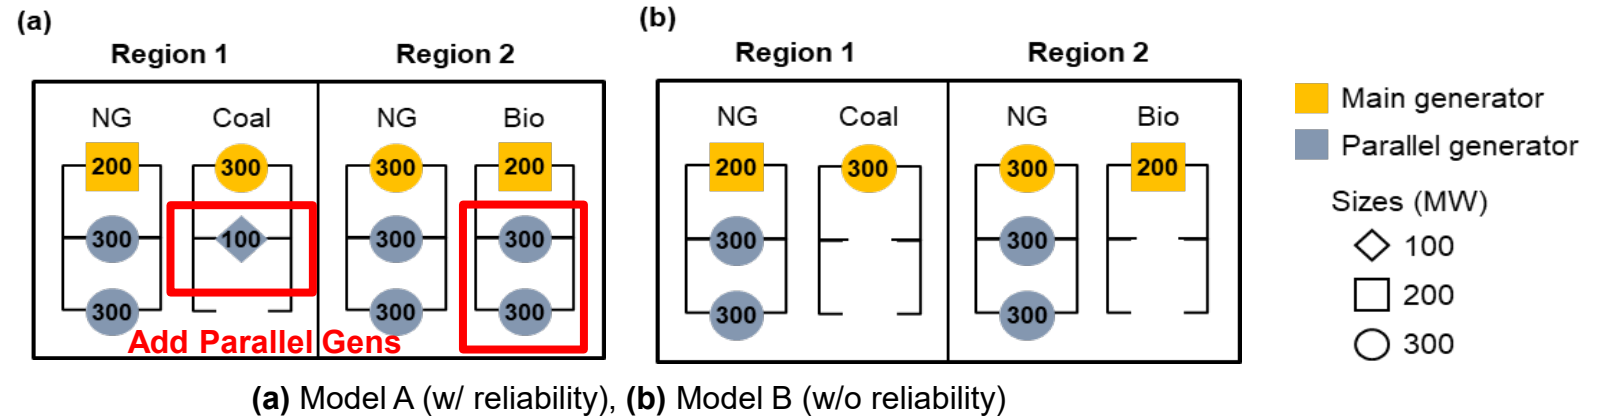 (a)
Region 1 Region 2
NG Coal NG Bio
200 300 300 200
300 100 300 300
300 300 300
Add Parallel Gens
(b)
Region 1 Region 2
NG Coal NG Bio
200 300 300 200
300 300
300 300
Main generator
Parallel generator
Sizes (MW)
100
200
300
(a) Model A (w/ reliability), (b) Model B (w/o reliability)